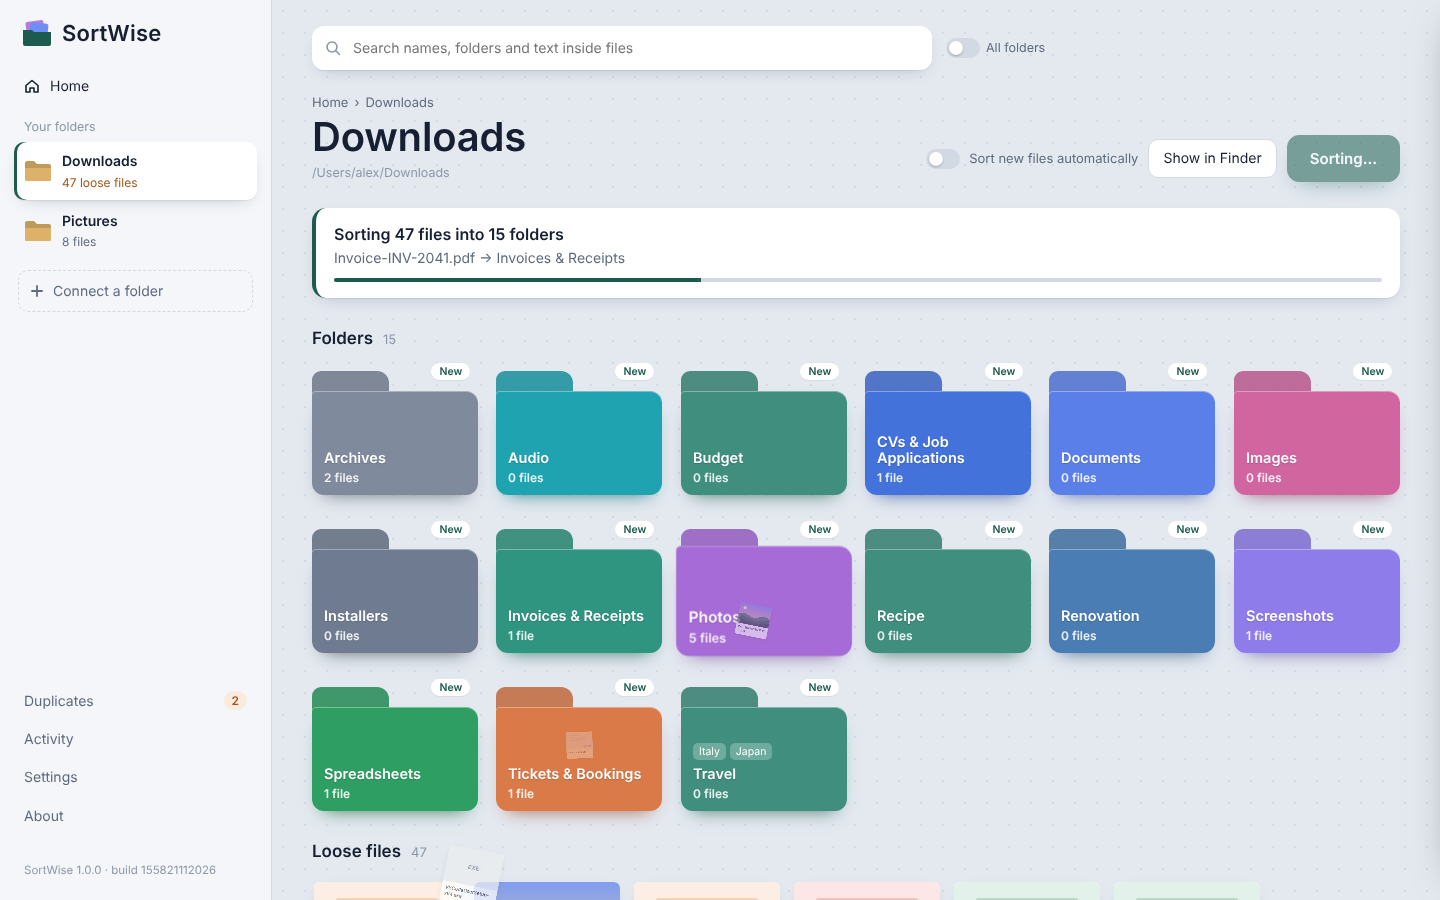 SortWise
Home
Your folders
Downloads
47 loose files
Pictures
8 files
Connect a folder
Duplicates 2
Activity
Settings
About
SortWise 1.0.0 · build 155821112026
Search names, folders and text inside files
All folders
Home › Downloads
Downloads
/Users/alex/Downloads
Sort new files automatically
Show in Finder
Sorting...
Sorting 47 files into 15 folders
Invoice-INV-2041.pdf → Invoices & Receipts
Folders 15
New
Archives
2 files
New
Audio
0 files
New
Budget
0 files
New
CVs & Job
Applications
1 file
New
Documents
0 files
New
Images
0 files
New
Installers
0 files
New
Invoices & Receipts
1 file
New
Photos
5 files
New
Recipe
0 files
New
Renovation
0 files
New
Screenshots
1 file
New
Spreadsheets
1 file
New
Tickets & Bookings
1 file
New
Italy Japan
Travel
0 files
Loose files 47
EXE